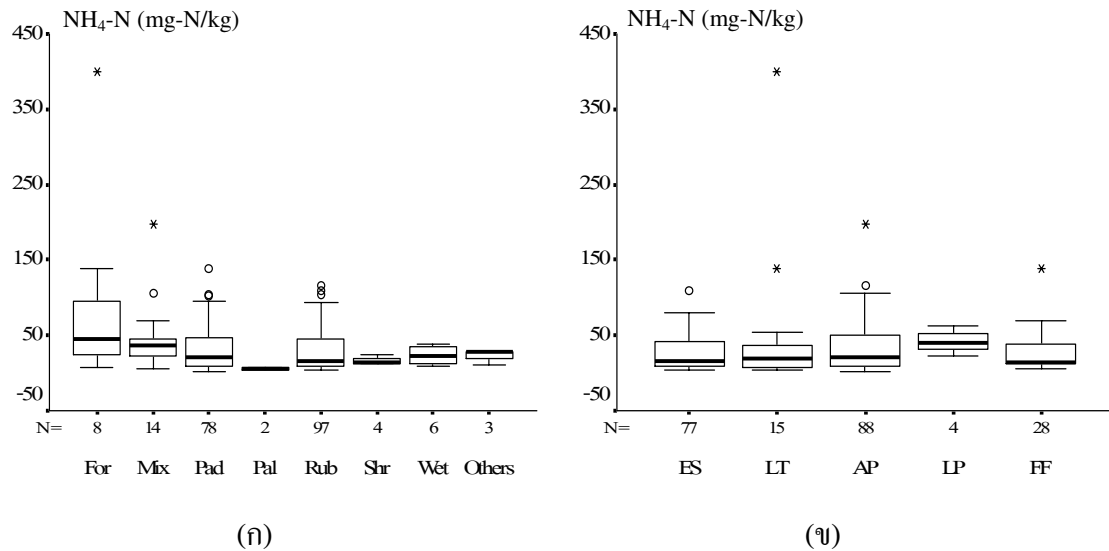 NH₄-N (mg-N/kg)
450
350
250
150
50
-50
N= 8 14 78 2 97 4 6 3
For Mix Pad Pal Rub Shr Wet Others
(ก)
NH₄-N (mg-N/kg)
450
350
250
150
50
-50
N= 77 15 88 4 28
ES LT AP LP FF
(ข)